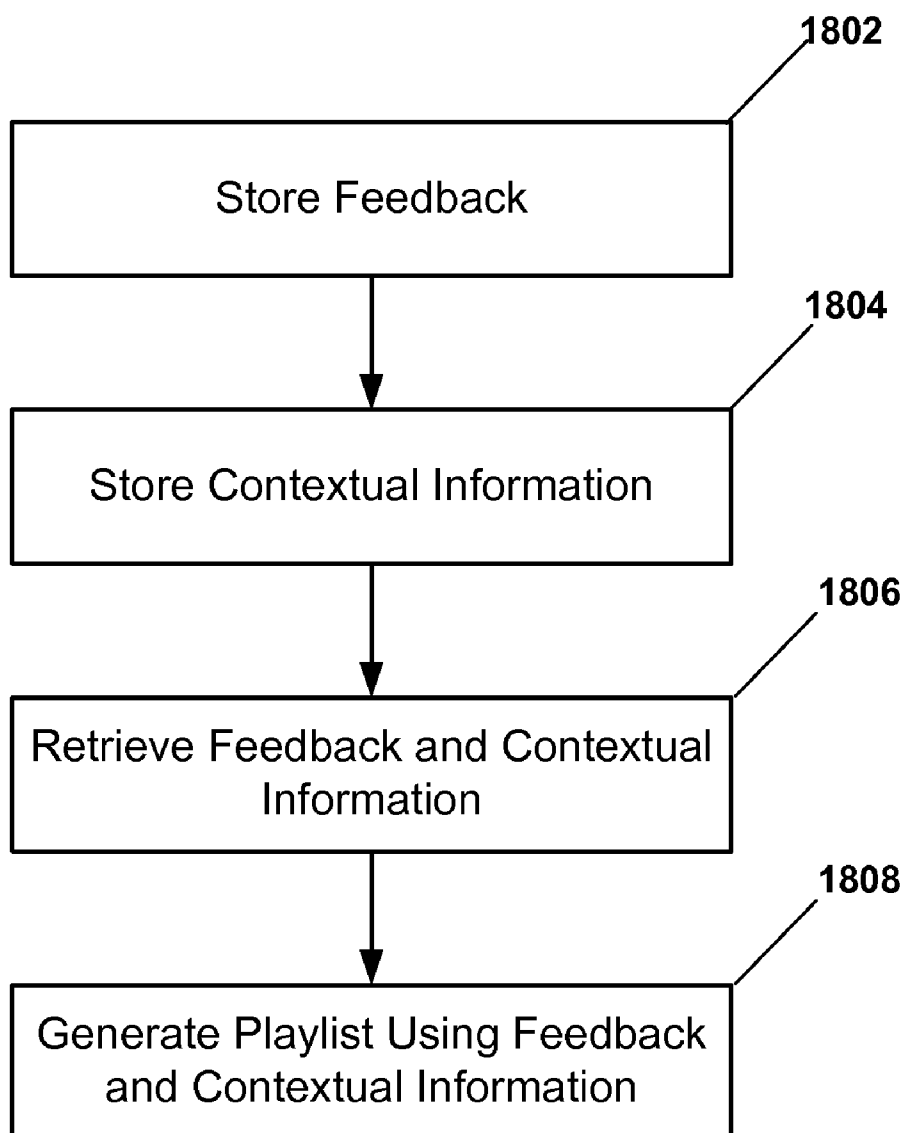 1802
Store Feedback
1804
Store Contextual Information
1806
Retrieve Feedback and Contextual
Information
1808
Generate Playlist Using Feedback
and Contextual Information